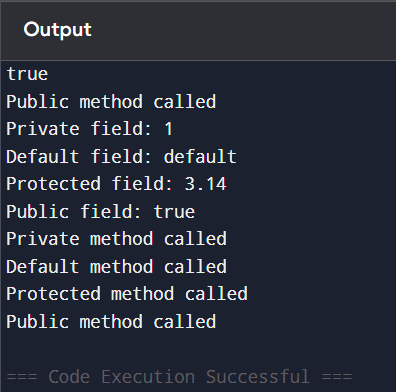 Output
true
Public method called
Private field: 1
Default field: default
Protected field: 3.14
Public field: true
Private method called
Default method called
Protected method called
Public method called
=== Code Execution Successful ===